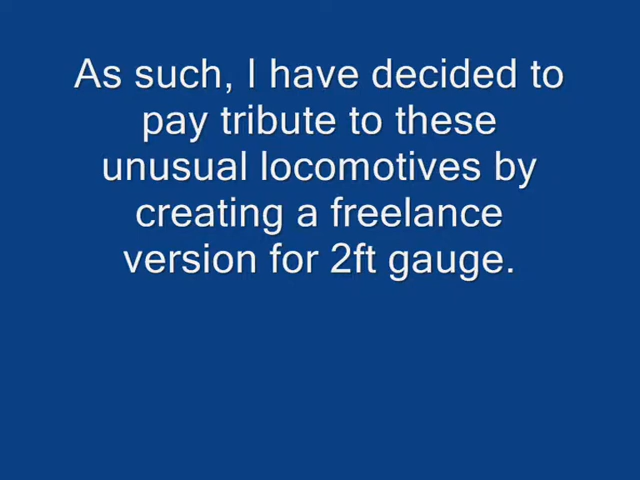 As such, I have decided to
pay tribute to these
unusual locomotives by
creating a freelance
version for 2ft gauge.